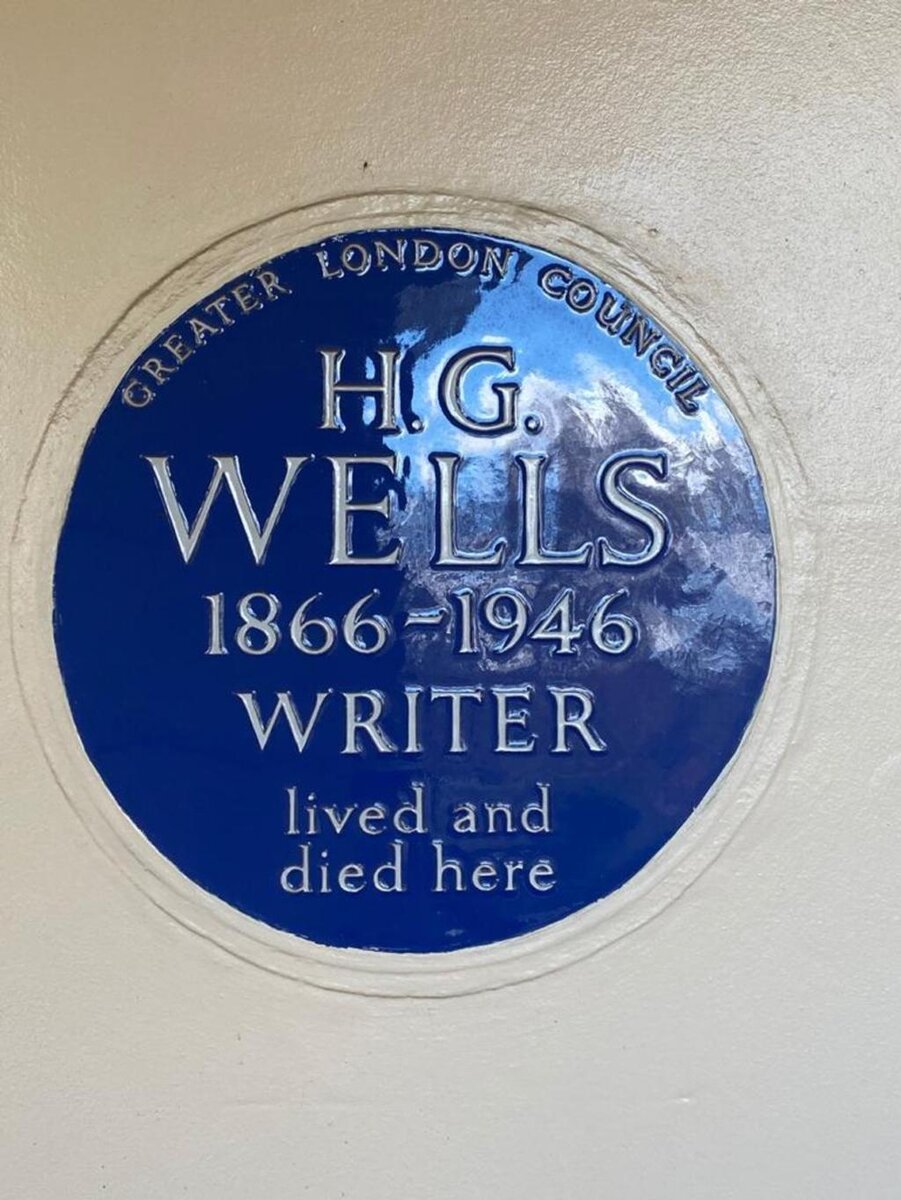 GREATER LONDON COUNCIL
H.G.
WELLS
1866-1946
WRITER
lived and
died here